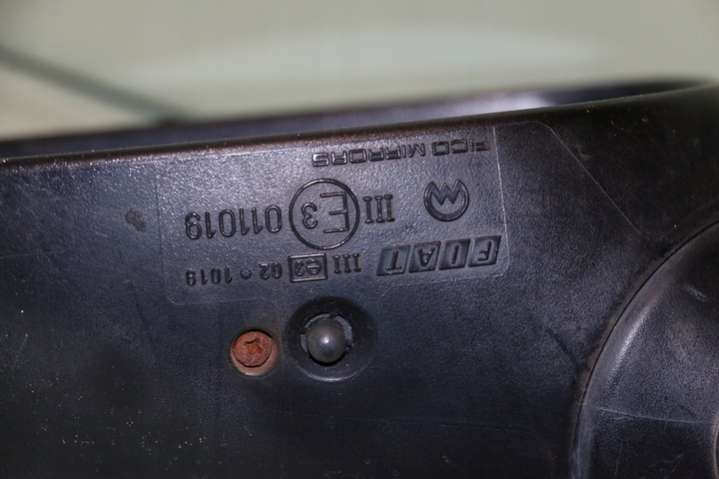 FIAT III e3 02 • 1019
III E3 011019
FICO MIRRORS